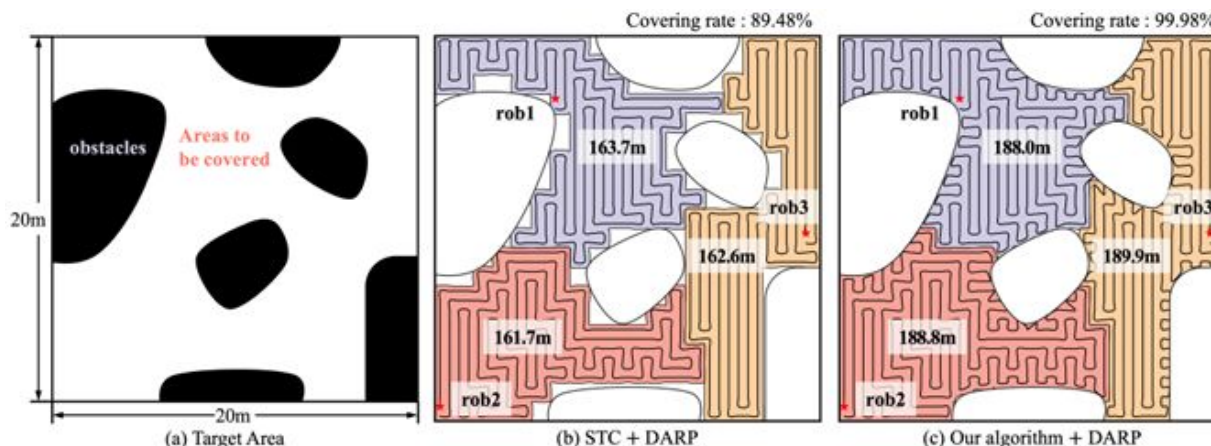 Covering rate : 89.48%
Covering rate : 99.98%
obstacles
Areas to
be covered
20m
20m
(a) Target Area
rob1
163.7m
rob3
162.6m
161.7m
rob2
(b) STC + DARP
rob1
188.0m
rob3
189.9m
188.8m
rob2
(c) Our algorithm + DARP